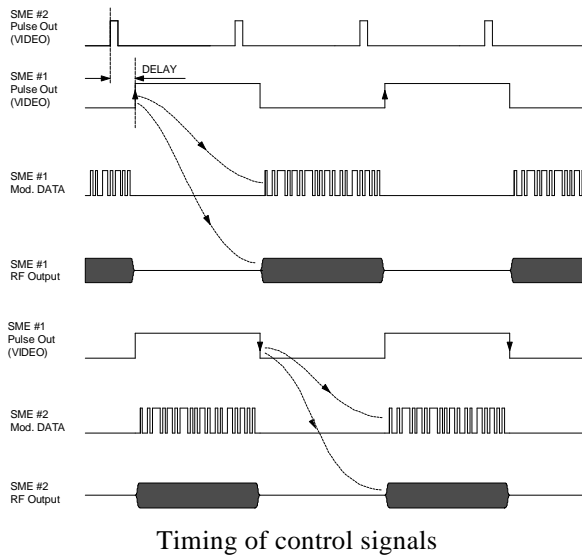 SME #2
Pulse Out
(VIDEO)
SME #1
Pulse Out
(VIDEO)
DELAY
SME #1
Mod. DATA
SME #1
RF Output
SME #1
Pulse Out
(VIDEO)
SME #2
Mod. DATA
SME #2
RF Output
Timing of control signals